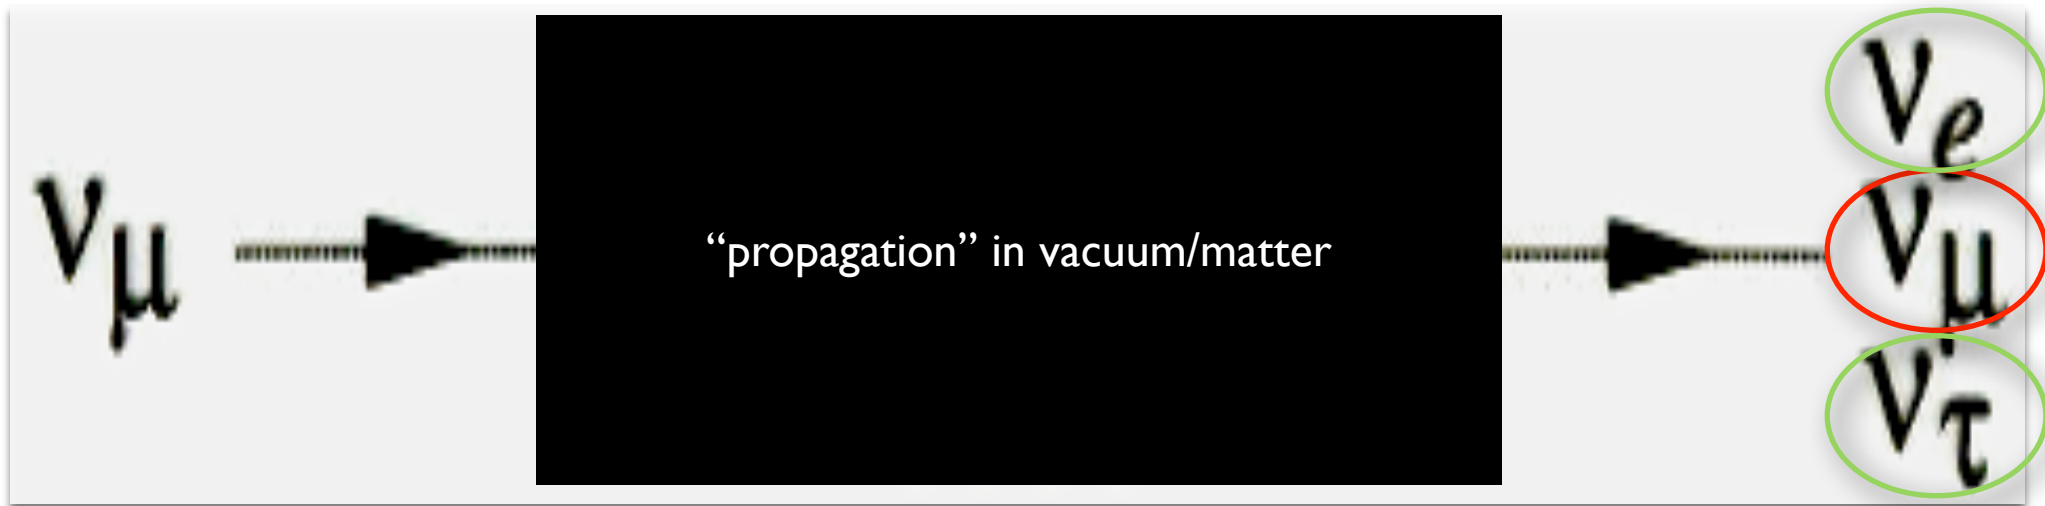 νμ
“propagation” in vacuum/matter
νe
νμ
ντ